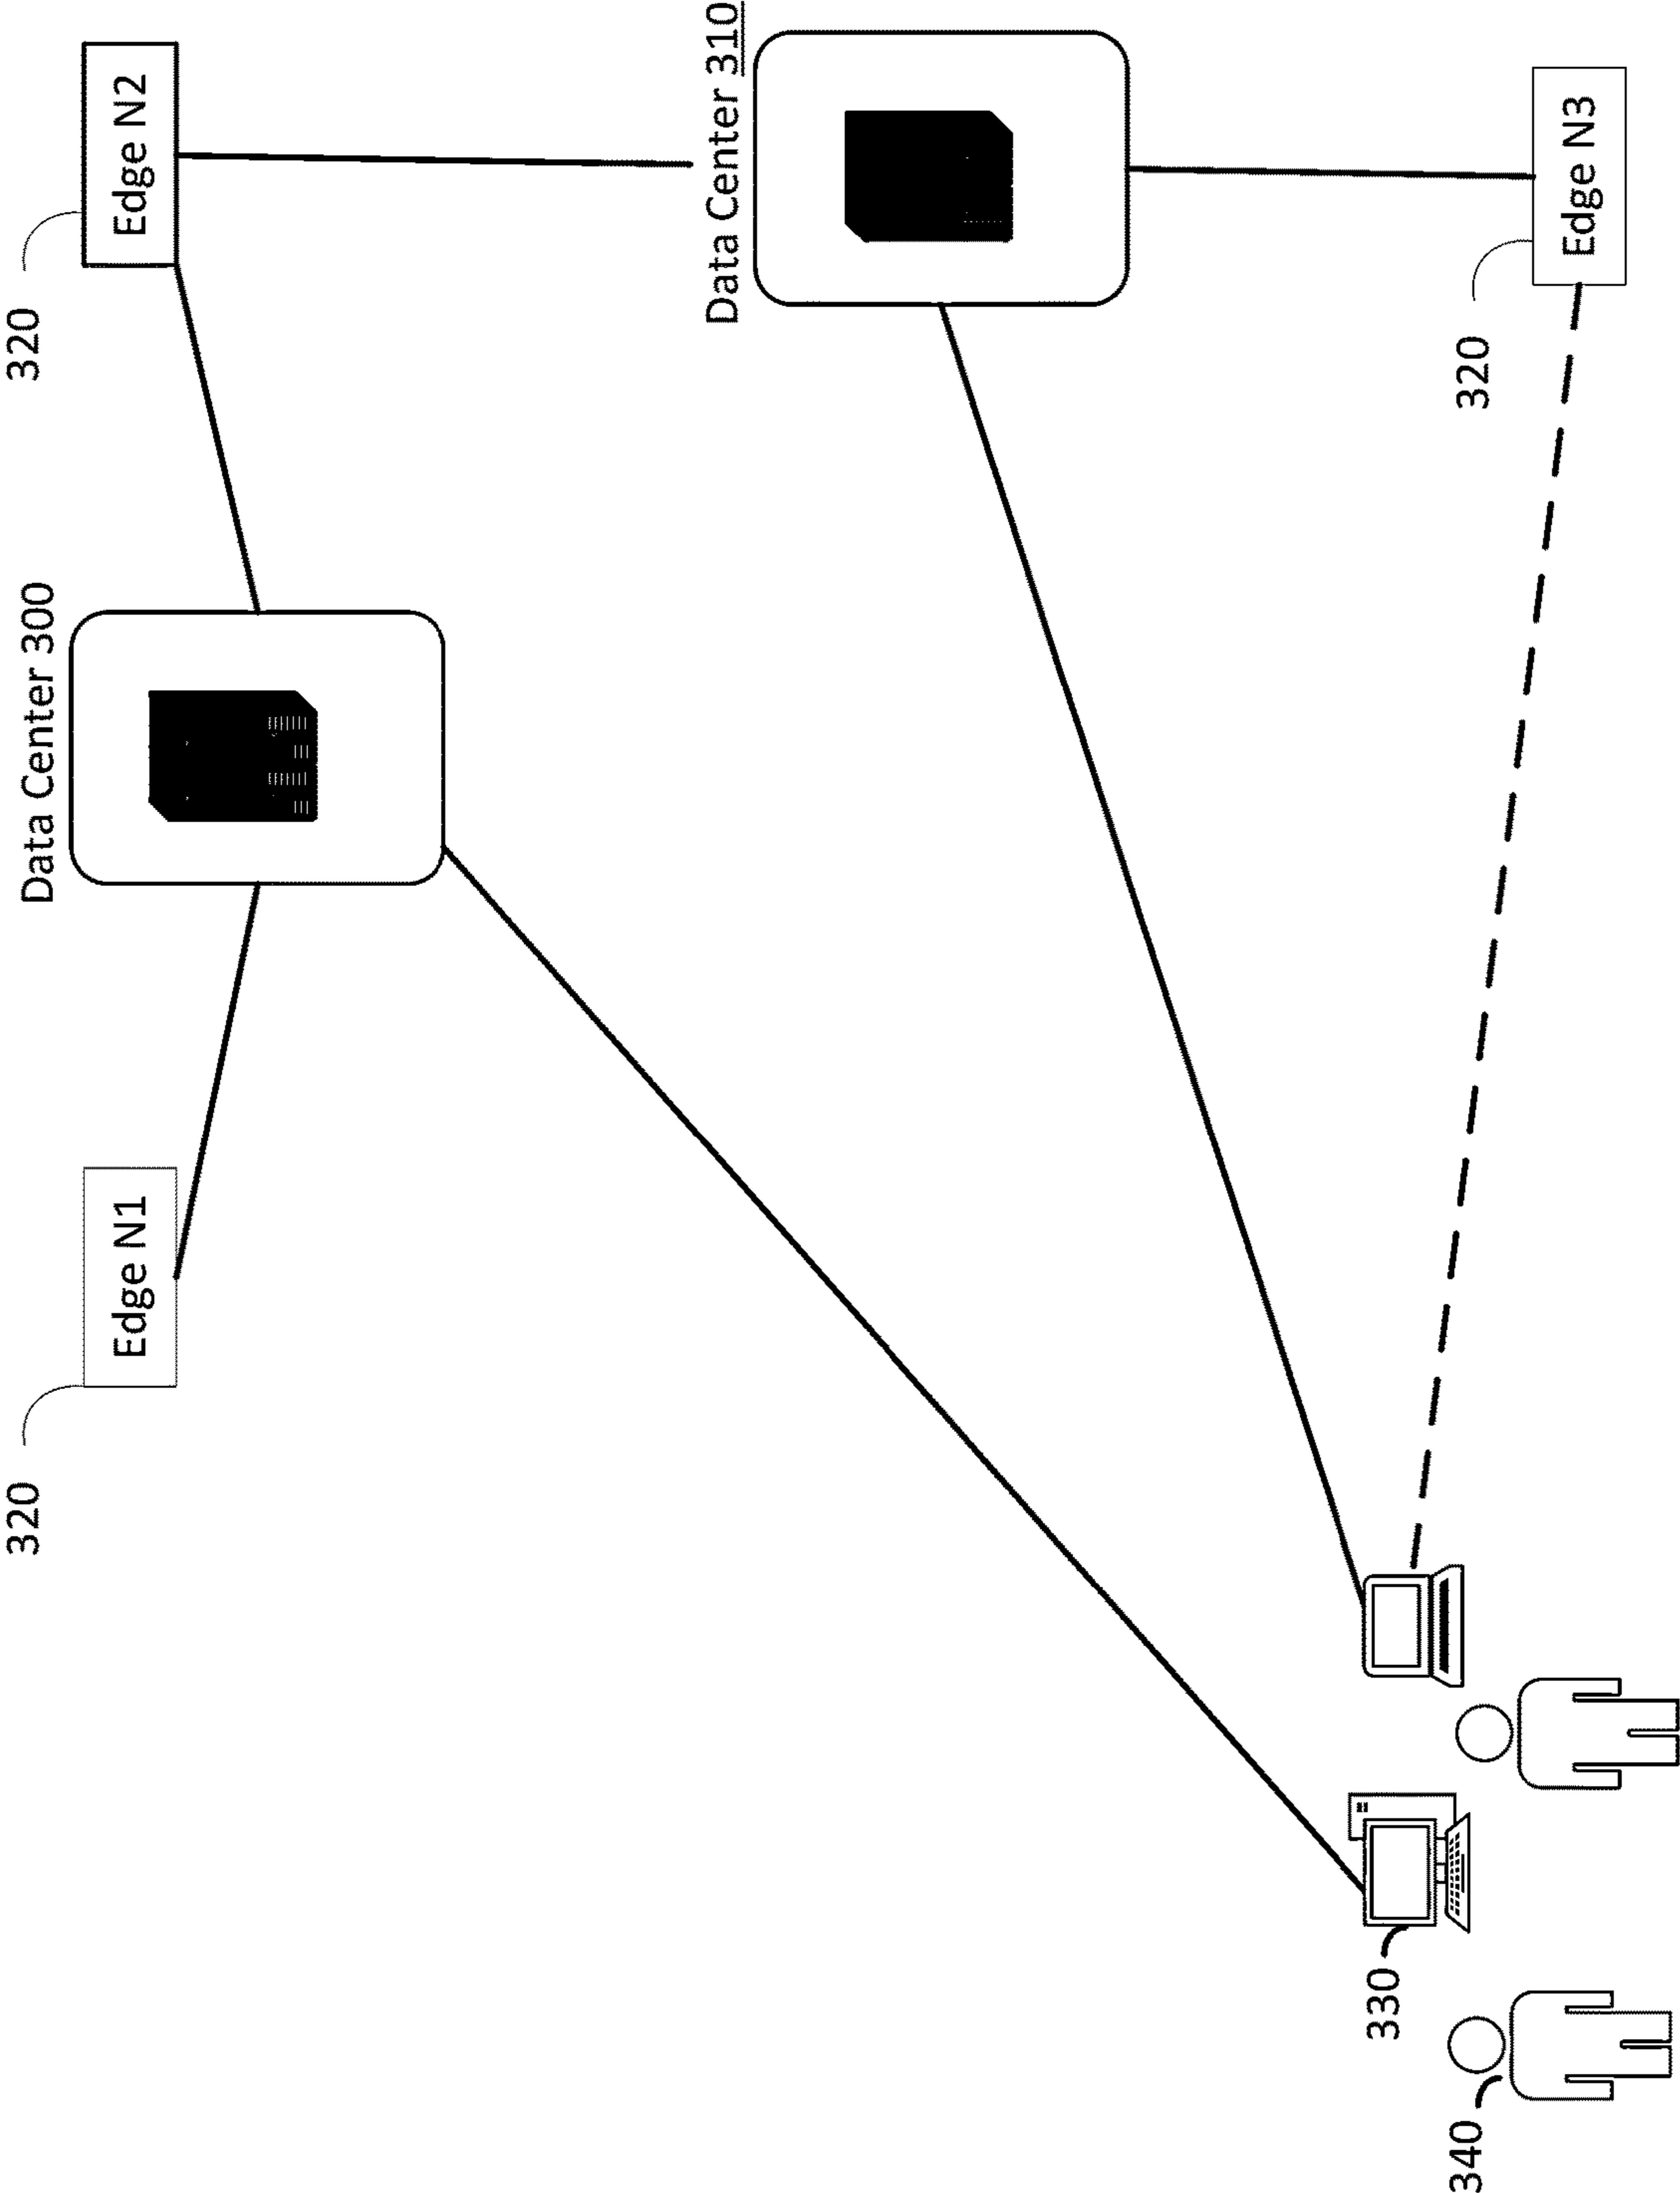 320
Edge N1
Data Center 300
320
Edge N2
Data Center 310
330
340
320
Edge N3